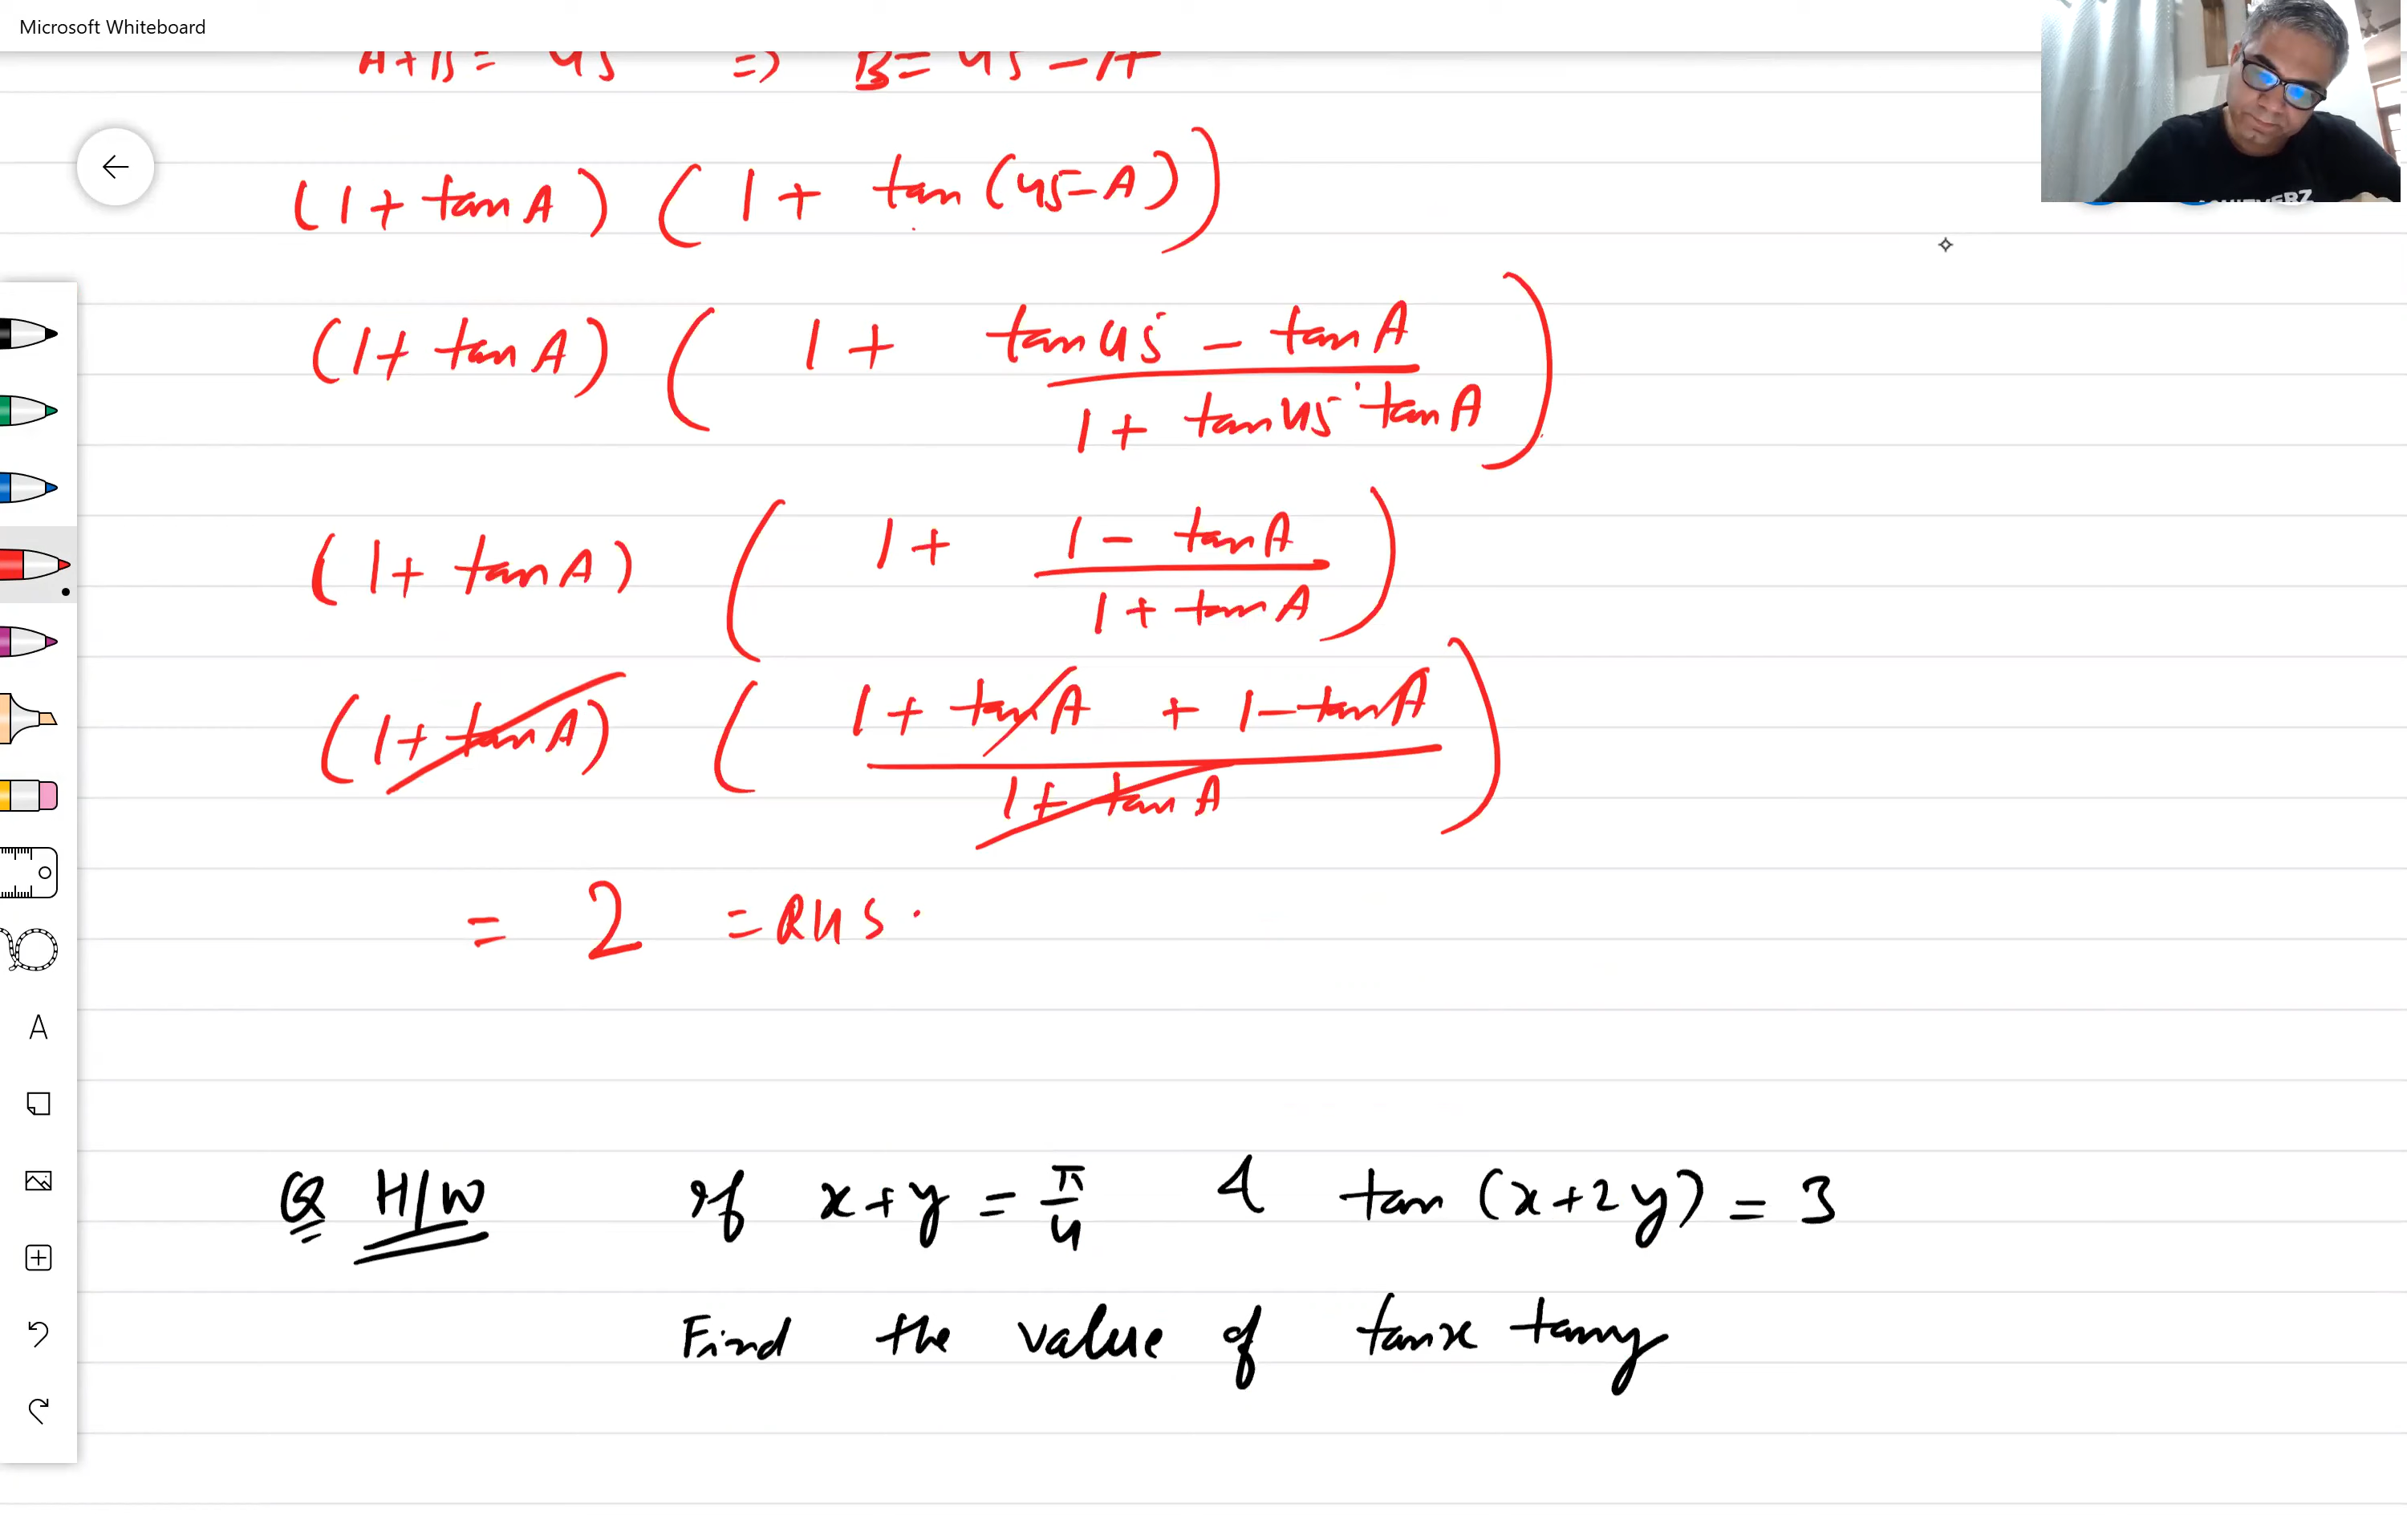 Microsoft Whiteboard
A+B = 45 => B = 45 - A
(1 + tan A) (1 + tan (45-A))
(1 + tan A) (1 + tan 45 - tan A / 1 + tan 45 tan A)
(1 + tan A) (1 + 1 - tan A / 1 + tan A)
(1 + tan A) (1 + tan A + 1 - tan A / 1 + tan A)
= 2 = RHS.
Q H/W if x+y = π/4 & tan (x+2y) = 3
Find the value of tanx tany
A